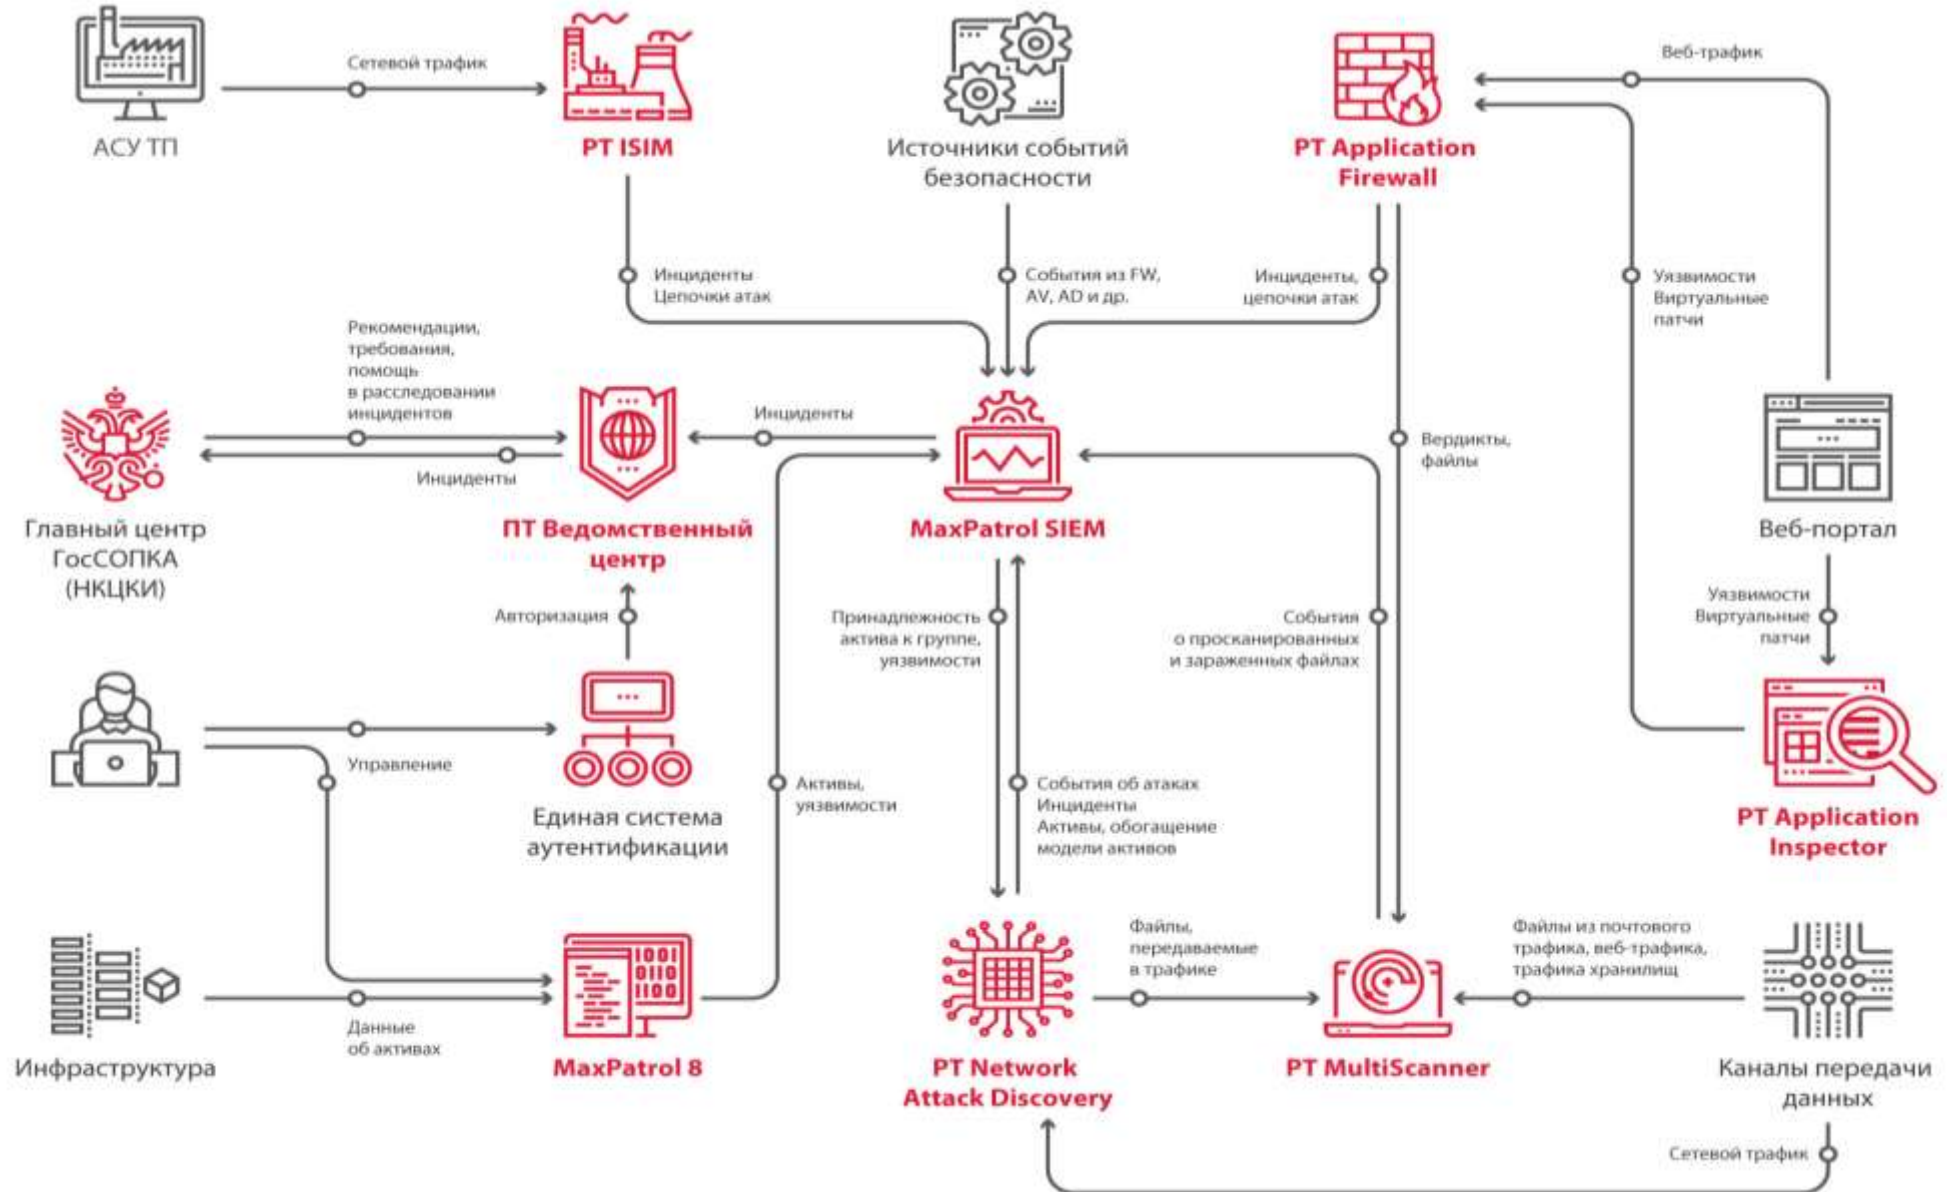 Сетевой трафик
Веб-трафик
АСУ ТП
PT ISIM
Источники событий
безопасности
PT Application
Firewall
Инциденты
Цепочки атак
События из FW,
AV, AD и др.
Инциденты,
цепочки атак
Уязвимости
Виртуальные
патчи
Рекомендации,
требования,
помощь
в расследовании
инцидентов
Инциденты
Инциденты
Вердикты,
файлы
Главный центр
ГосСОПКА
(НКЦКИ)
ПТ Ведомственный
центр
MaxPatrol SIEM
Веб-портал
Авторизация
Принадлежность
актива к группе,
уязвимости
События
о просканированных
и зараженных файлах
Уязвимости
Виртуальные
патчи
Управление
Единая система
аутентификации
Активы,
уязвимости
События об атаках
Инциденты
Активы, обогащение
модели активов
PT Application
Inspector
1001
0110
1100
Данные
об активах
Файлы,
передаваемые
в трафике
Файлы из почтового
трафика, веб-трафика,
трафика хранилищ
Инфраструктура
MaxPatrol 8
PT Network
Attack Discovery
PT MultiScanner
Каналы передачи
данных
Сетевой трафик